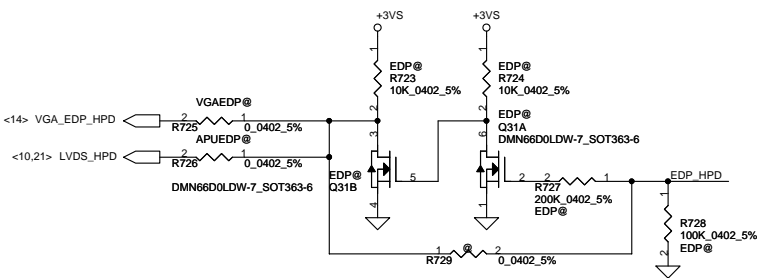 +3VS
+3VS
1
1
EDP@
R723
10K_0402_5%
EDP@
R724
10K_0402_5%
2
2
<14> VGA_EDP_HPD
VGAEDP@
2
1
R725
0_0402_5%
<10,21> LVDS_HPD
APUEDP@
2
1
R726
0_0402_5%
DMN66D0LDW-7_SOT363-6
EDP@
Q31B
3
5
4
EDP@
Q31A
DMN66D0LDW-7_SOT363-6
6
2
1
2
1
R727
200K_0402_5%
EDP@
EDP_HPD
1
R728
100K_0402_5%
EDP@
2
1
@
2
R729
0_0402_5%